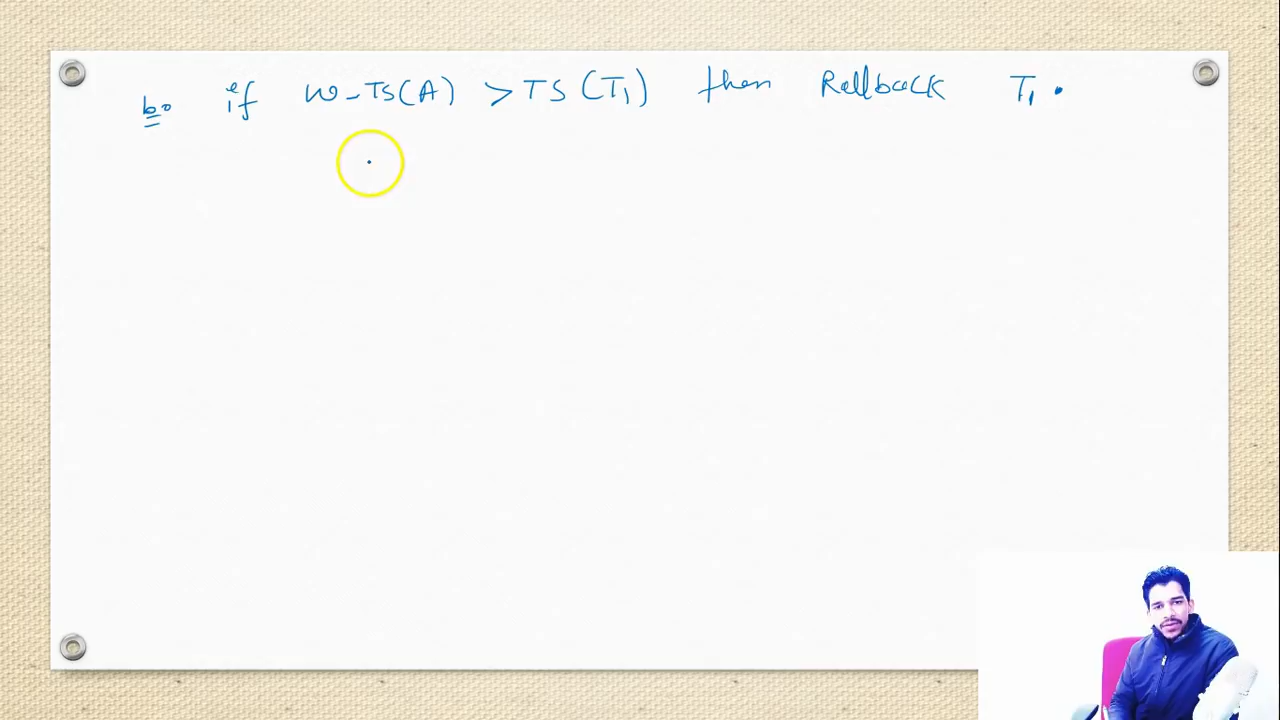 b. if W-TS(A) > TS(T1) then Rollback T1.